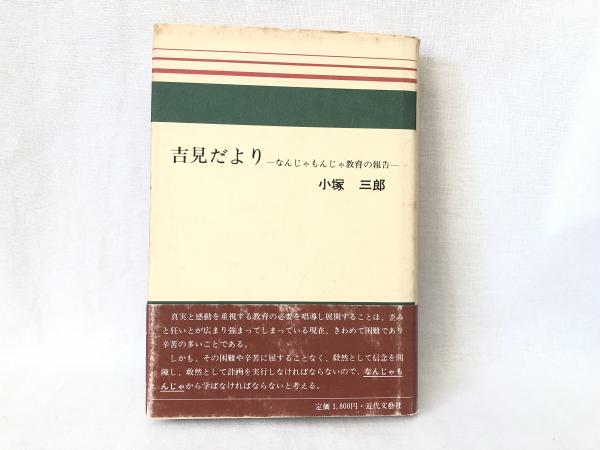 吉見だより―なんじゃもんじゃ教育の報告―
小塚 三郎
真実と感動を重視する教育の必要を唱導し展開することは、歪み
と狂いとが広まり強まってしまっている現在、きわめて困難であり
辛苦の多いことである。
しかも、その困難や辛苦に屈することなく、毅然として信念を開
陳し、敢然として計画を実行しなければならないので、なんじゃも
んじゃから学ばなければならないと考える。
定価1,800円・近代文藝社